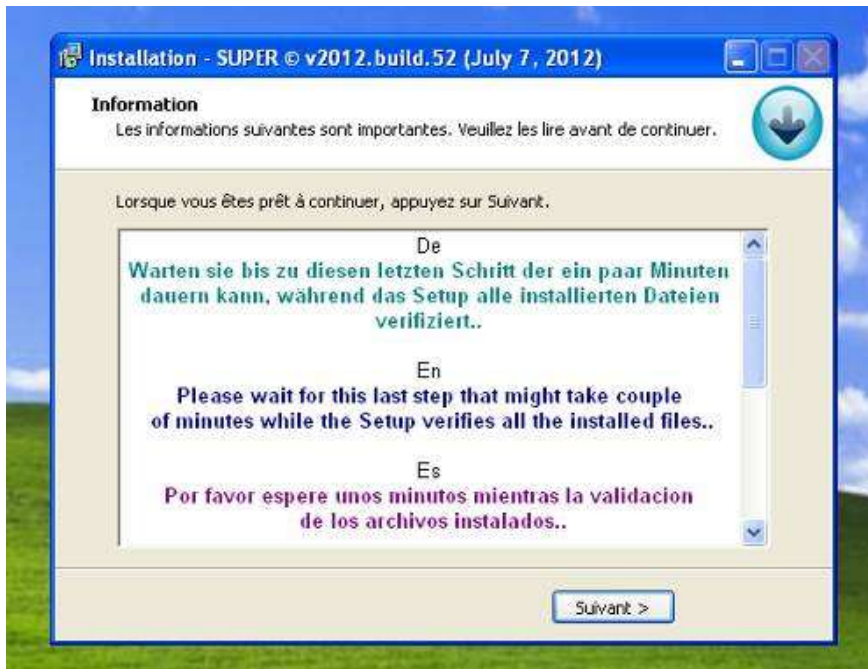 Installation - SUPER © v2012.build.52 (July 7, 2012)
Information
Les informations suivantes sont importantes. Veuillez les lire avant de continuer.
Lorsque vous êtes prêt à continuer, appuyez sur Suivant.
De
Warten sie bis zu diesen letzten Schritt der ein paar Minuten
dauern kann, während das Setup alle installierten Dateien
verifiziert..
En
Please wait for this last step that might take couple
of minutes while the Setup verifies all the installed files..
Es
Por favor espere unos minutos mientras la validacion
de los archivos instalados..
Suivant >